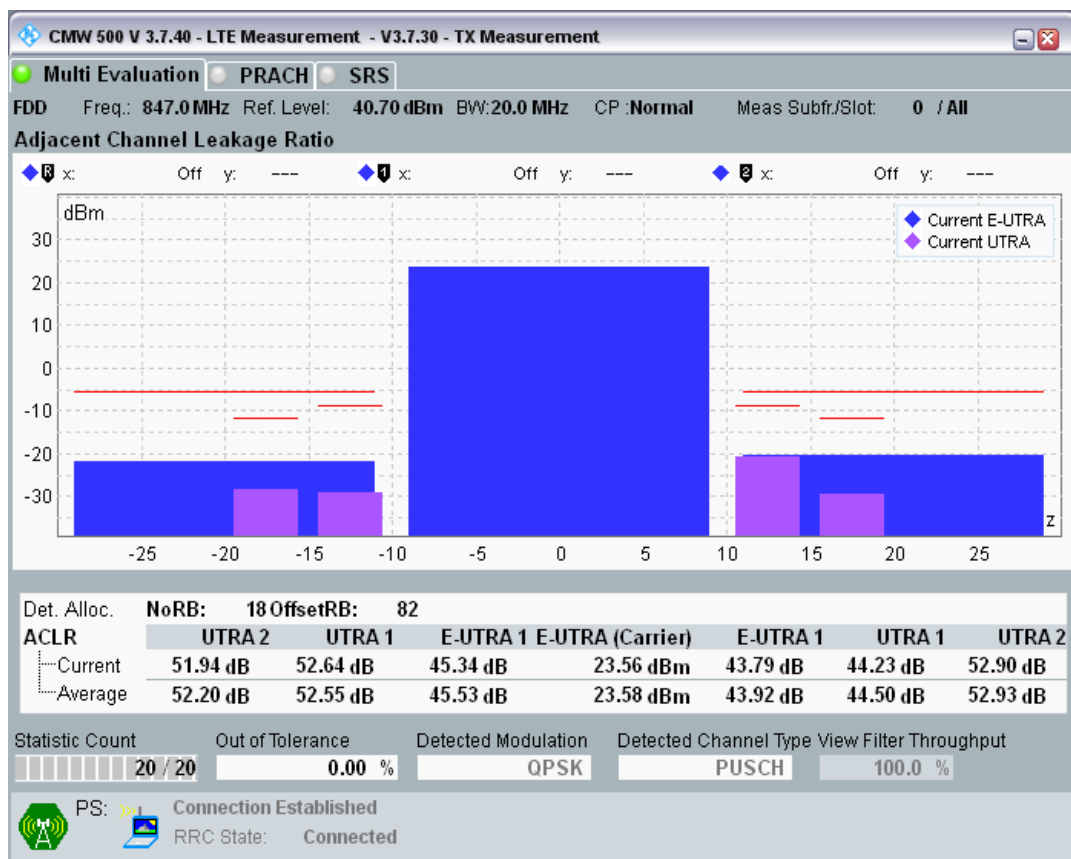 CMW 500 V 3.7.40 - LTE Measurement - V3.7.30 - TX Measurement
Multi Evaluation PRACH SRS
FDD Freq.: 847.0 MHz Ref. Level: 40.70 dBm BW:20.0 MHz CP :Normal Meas Subfr./Slot: 0 / All
Adjacent Channel Leakage Ratio
R x: Off y: --- 1 x: Off y: --- 2 x: Off y: ---
dBm
Current E-UTRA
Current UTRA
30
20
10
0
-10
-20
-30
z
-25 -20 -15 -10 -5 0 5 10 15 20 25
Det. Alloc. NoRB: 18 OffsetRB: 82
ACLR UTRA 2 UTRA 1 E-UTRA 1 E-UTRA (Carrier) E-UTRA 1 UTRA 1 UTRA 2
Current 51.94 dB 52.64 dB 45.34 dB 23.56 dBm 43.79 dB 44.23 dB 52.90 dB
Average 52.20 dB 52.55 dB 45.53 dB 23.58 dBm 43.92 dB 44.50 dB 52.93 dB
Statistic Count Out of Tolerance Detected Modulation Detected Channel Type View Filter Throughput
20 / 20 0.00 % QPSK PUSCH 100.0 %
PS: Connection Established
RRC State: Connected